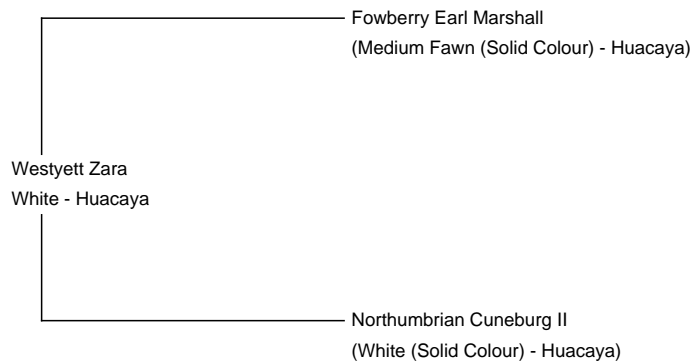 Fowberry Earl Marshall
(Medium Fawn (Solid Colour) - Huacaya)
Westyett Zara
White - Huacaya
Northumbrian Cuneburg II
(White (Solid Colour) - Huacaya)